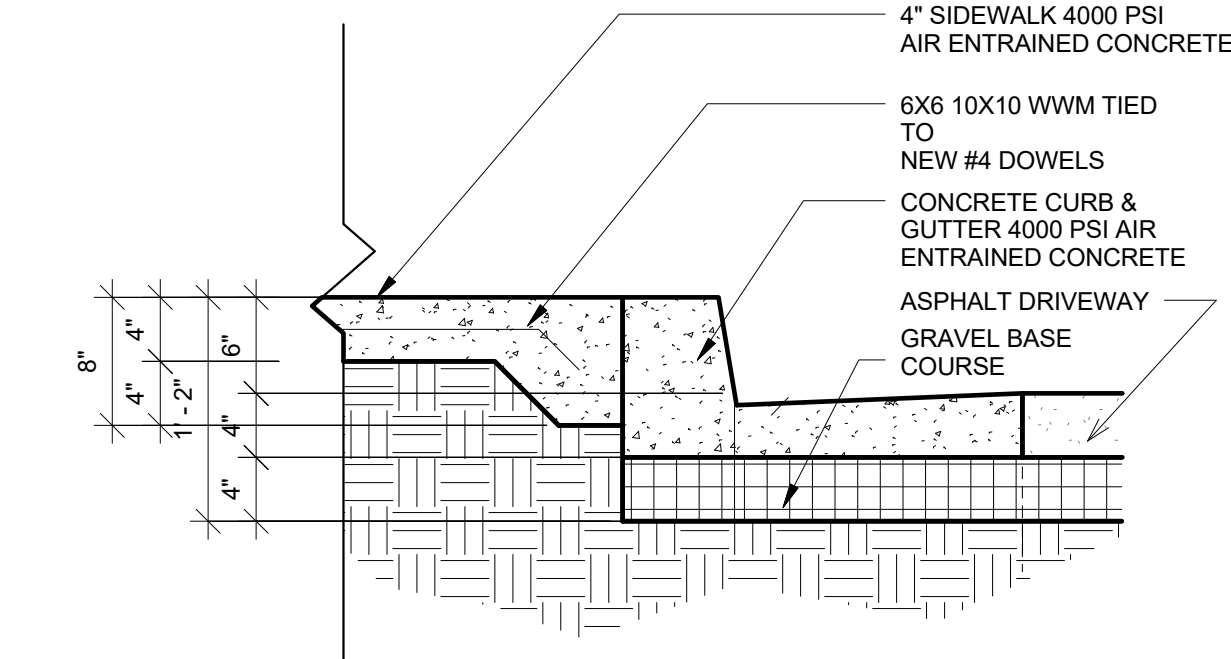 4" SIDEWALK 4000 PSI
AIR ENTRAINED CONCRETE
6X6 10X10 WWM TIED
TO
NEW #4 DOWELS
CONCRETE CURB &
GUTTER 4000 PSI AIR
ENTRAINED CONCRETE
ASPHALT DRIVEWAY
GRAVEL BASE
COURSE
8"
4"
4"
1' - 2"
6"
4"
4"